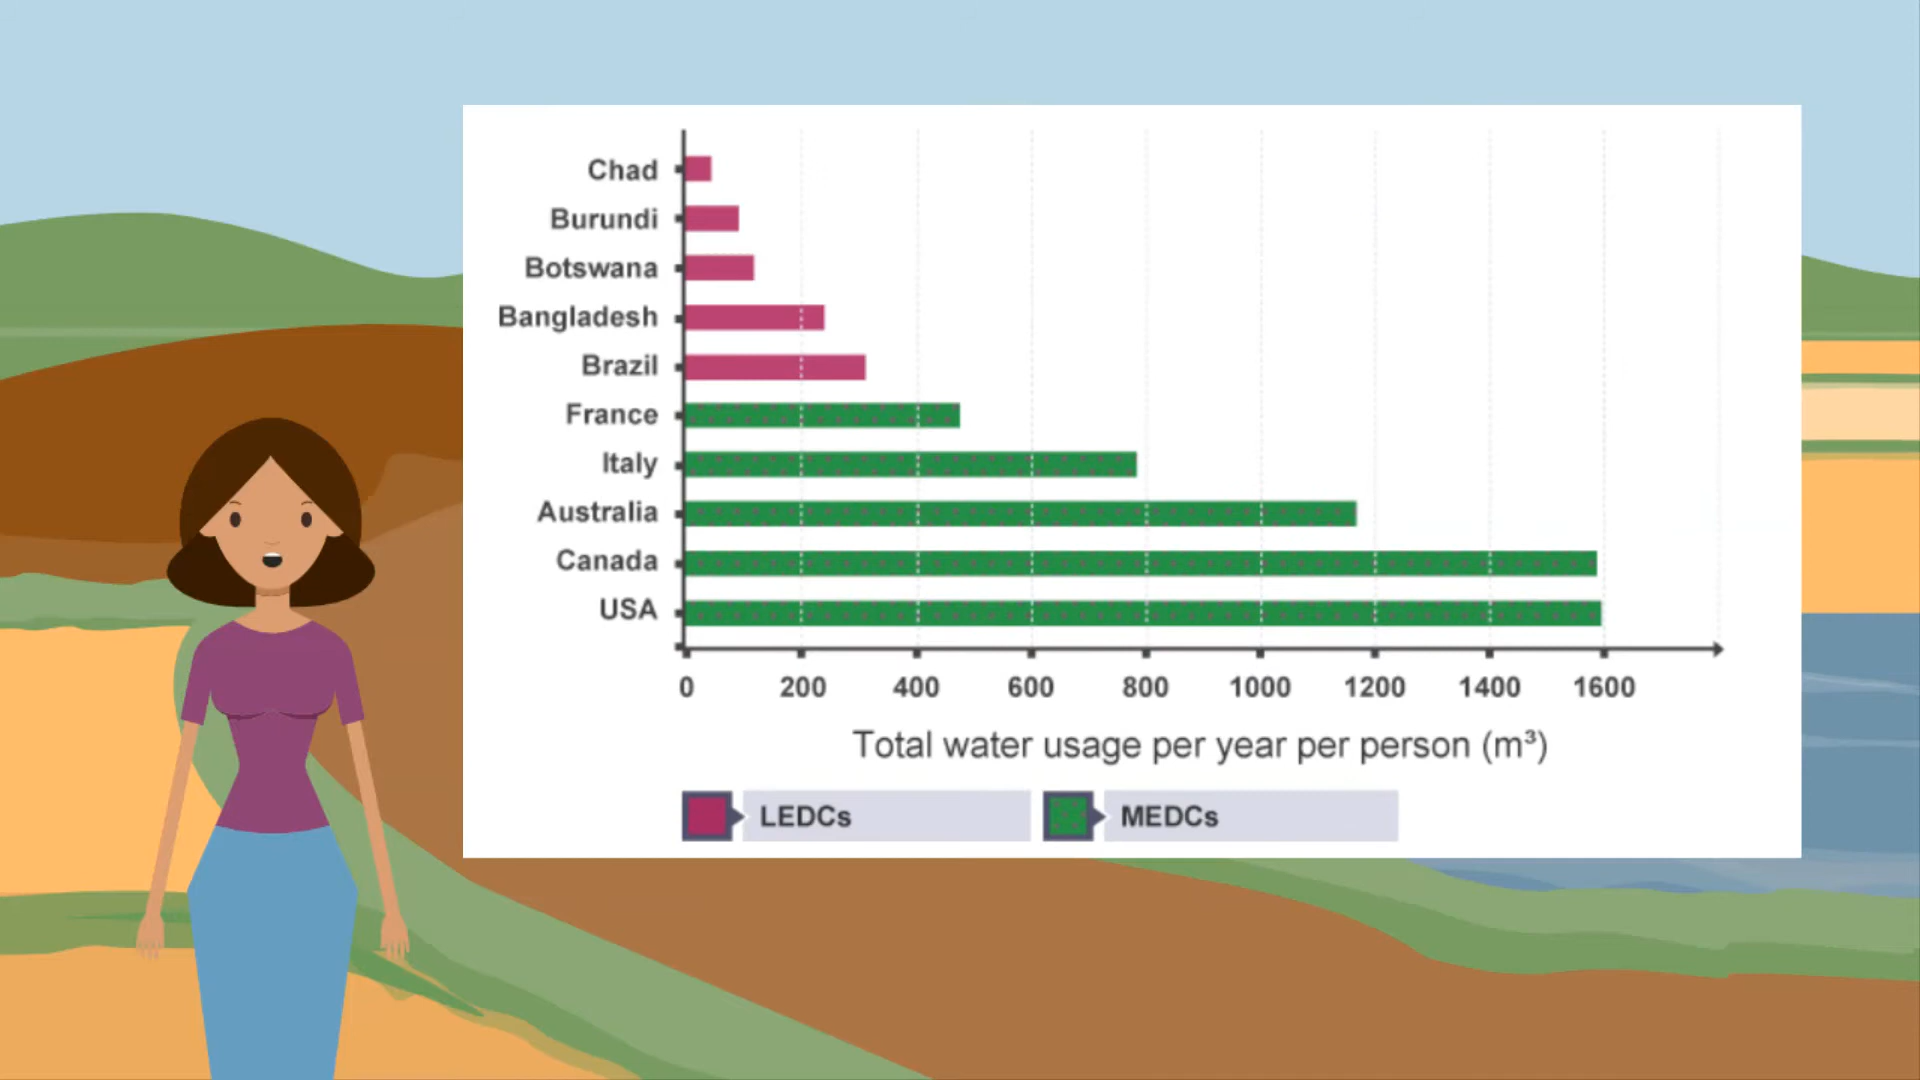 Chad
Burundi
Botswana
Bangladesh
Brazil
France
Italy
Australia
Canada
USA
0 200 400 600 800 1000 1200 1400 1600
Total water usage per year per person (m³)
LEDCs MEDCs